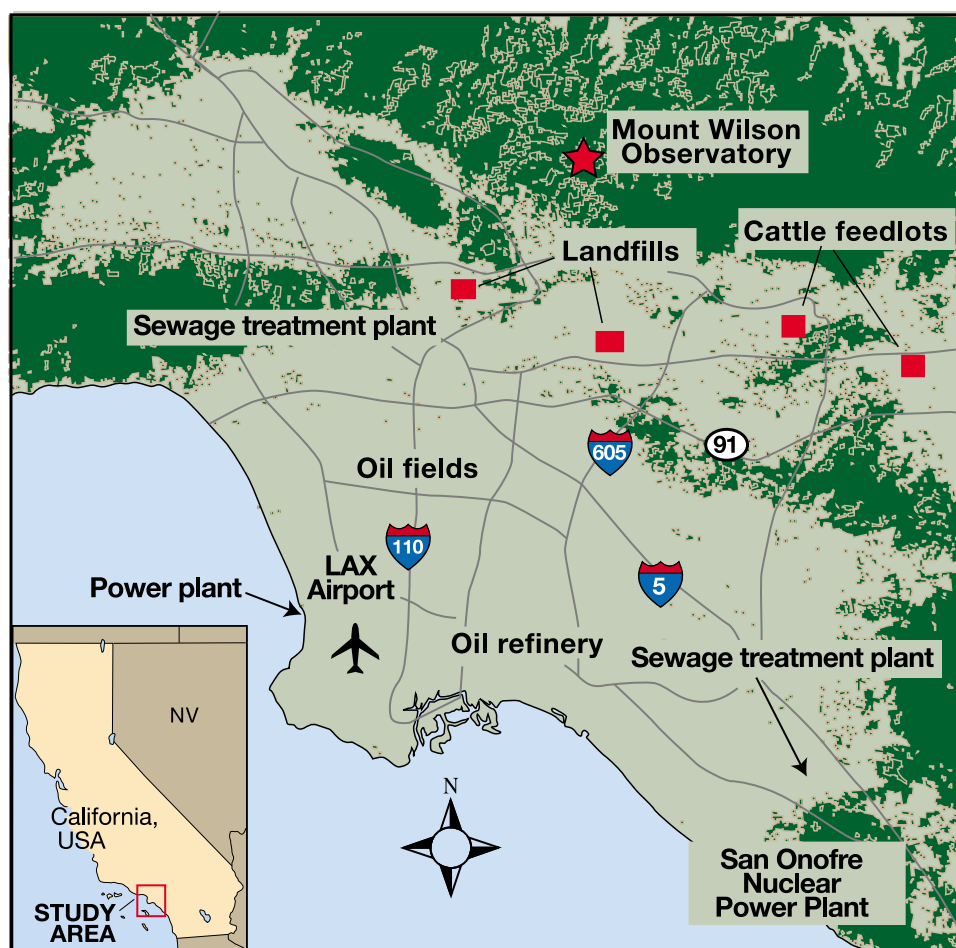 Mount Wilson
Observatory
Cattle feedlots
Landfills
Sewage treatment plant
91
605
Oil fields
110
LAX
Airport
5
Power plant
Oil refinery
Sewage treatment plant
NV
California,
USA
STUDY
AREA
N
San Onofre
Nuclear
Power Plant